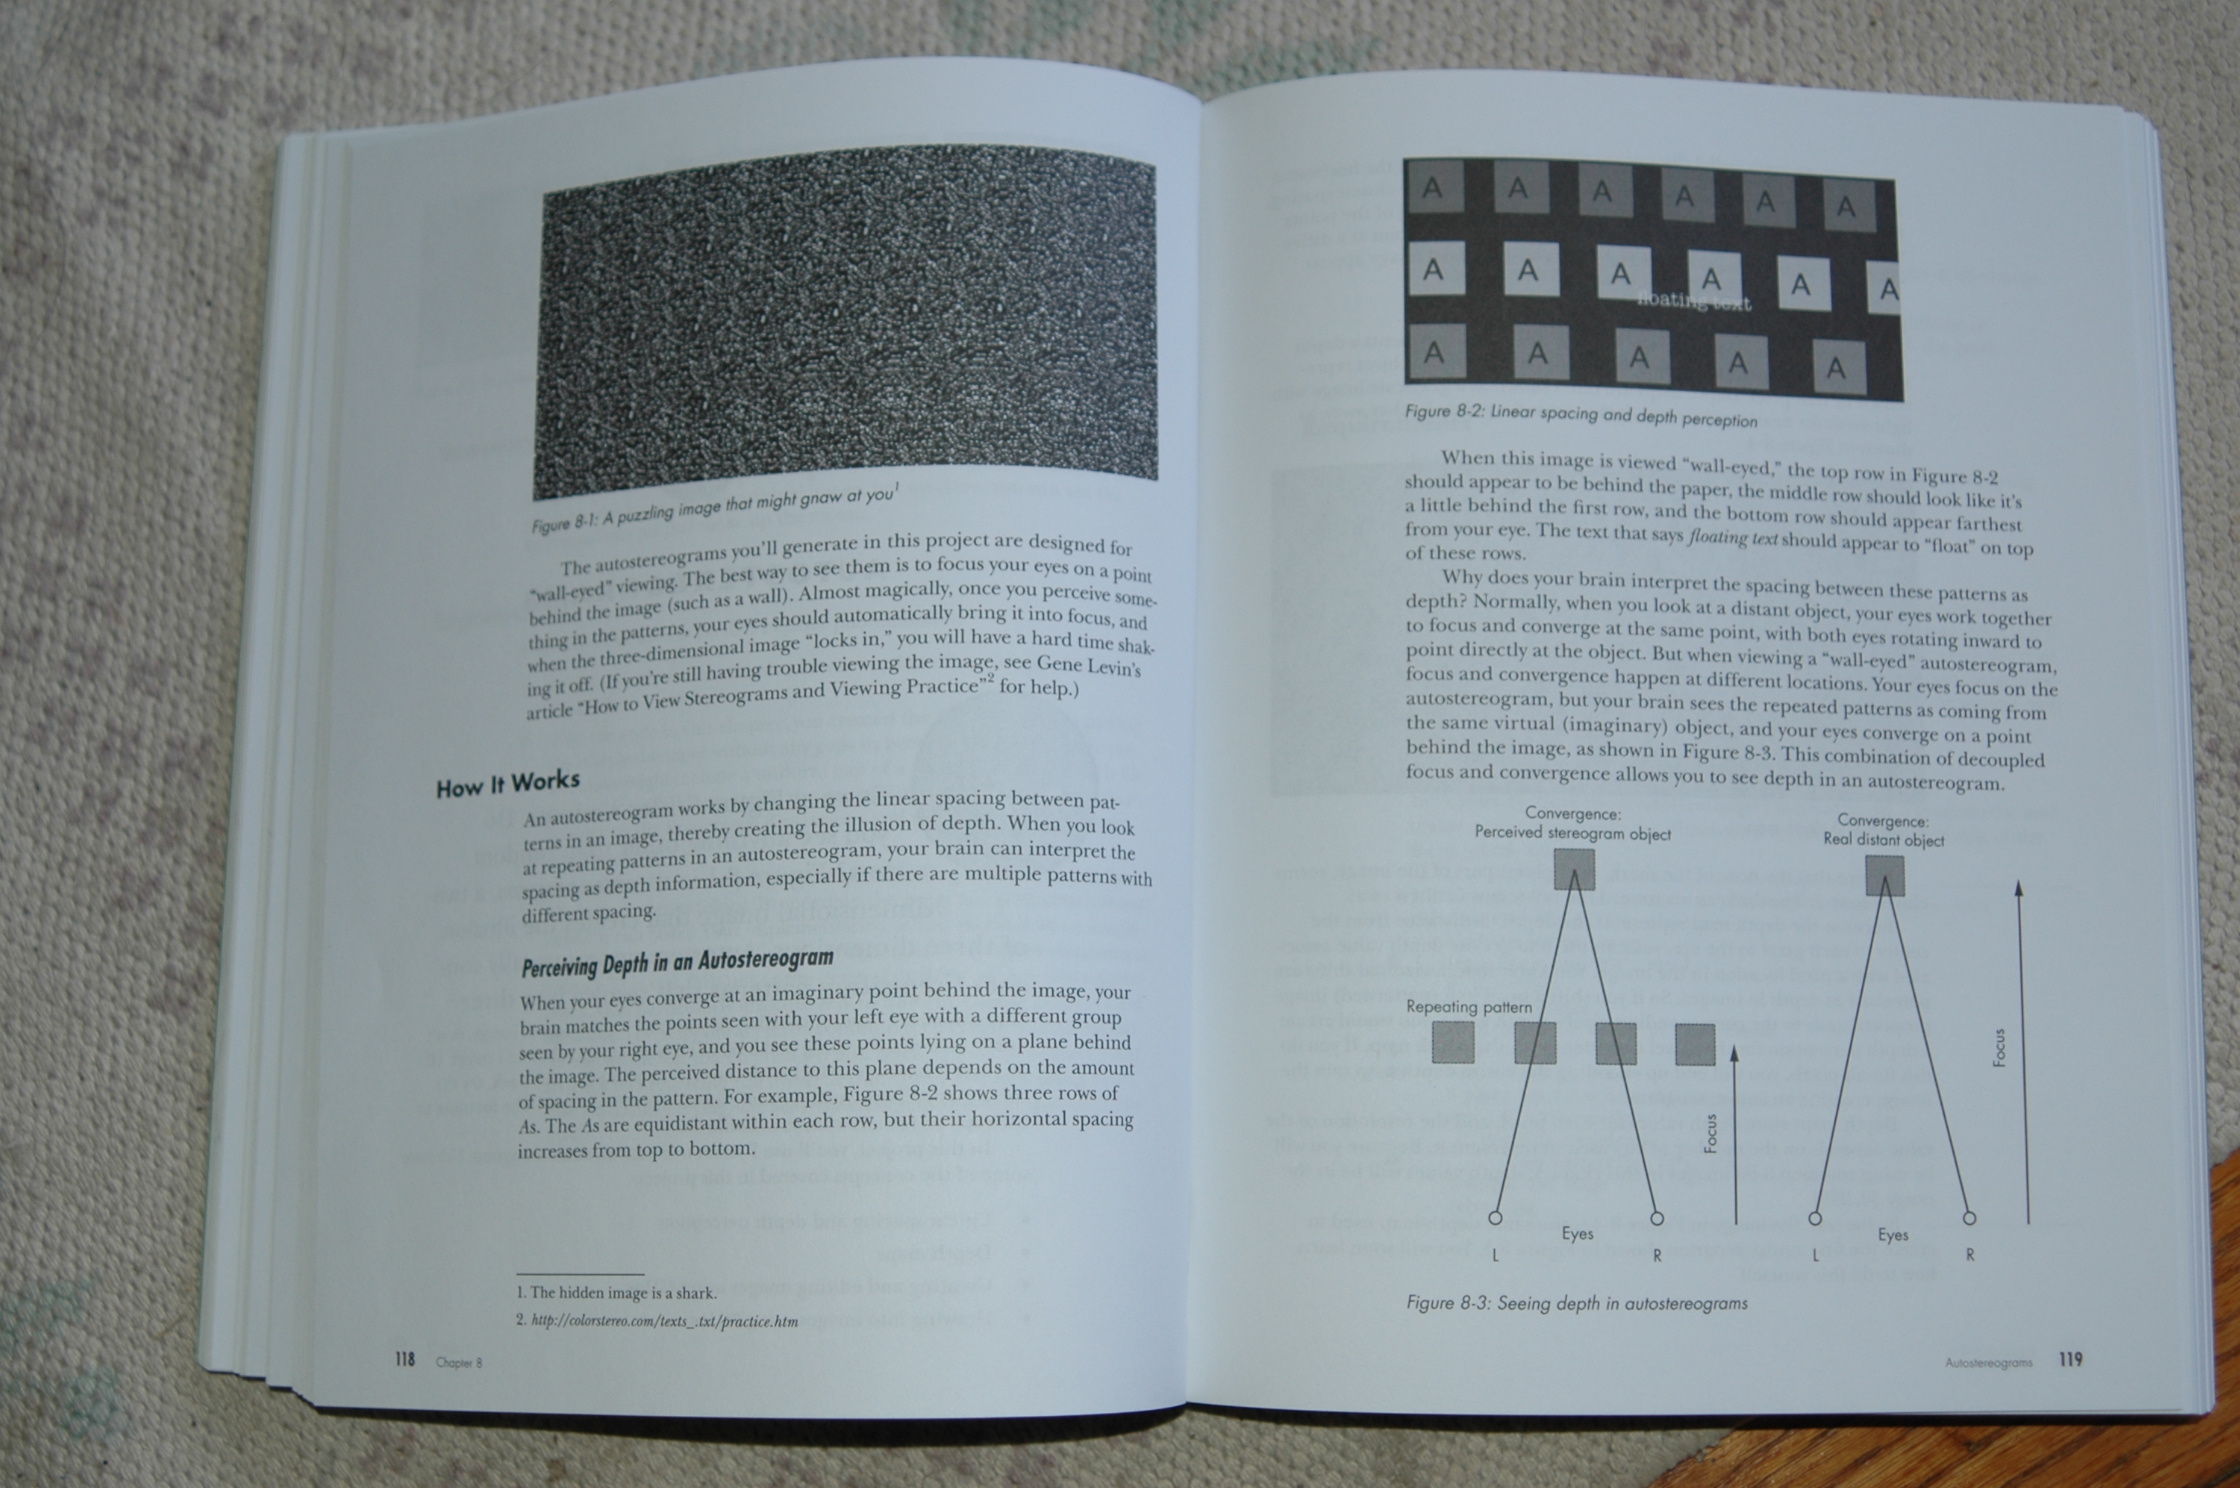 Figure 8-1: A puzzling image that might gnaw at you¹
The autostereograms you'll generate in this project are designed for
"wall-eyed" viewing. The best way to see them is to focus your eyes on a point
behind the image (such as a wall). Almost magically, once you perceive some-
thing in the patterns, your eyes should automatically bring it into focus, and
when the three-dimensional image "locks in," you will have a hard time shak-
ing it off. (If you're still having trouble viewing the image, see Gene Levin's
article "How to View Stereograms and Viewing Practice"² for help.)
How It Works
An autostereogram works by changing the linear spacing between pat-
terns in an image, thereby creating the illusion of depth. When you look
at repeating patterns in an autostereogram, your brain can interpret the
spacing as depth information, especially if there are multiple patterns with
different spacing.
Perceiving Depth in an Autostereogram
When your eyes converge at an imaginary point behind the image, your
brain matches the points seen with your left eye with a different group
seen by your right eye, and you see these points lying on a plane behind
the image. The perceived distance to this plane depends on the amount
of spacing in the pattern. For example, Figure 8-2 shows three rows of
As. The As are equidistant within each row, but their horizontal spacing
increases from top to bottom.
1. The hidden image is a shark.
2. http://colorstereo.com/texts_.txt/practice.htm
118 Chapter 8
A A A A A A
A A A A A A
floating text
A A A A A
Figure 8-2: Linear spacing and depth perception
When this image is viewed "wall-eyed," the top row in Figure 8-2
should appear to be behind the paper, the middle row should look like it's
a little behind the first row, and the bottom row should appear farthest
from your eye. The text that says floating text should appear to "float" on top
of these rows.
Why does your brain interpret the spacing between these patterns as
depth? Normally, when you look at a distant object, your eyes work together
to focus and converge at the same point, with both eyes rotating inward to
point directly at the object. But when viewing a "wall-eyed" autostereogram,
focus and convergence happen at different locations. Your eyes focus on the
autostereogram, but your brain sees the repeated patterns as coming from
the same virtual (imaginary) object, and your eyes converge on a point
behind the image, as shown in Figure 8-3. This combination of decoupled
focus and convergence allows you to see depth in an autostereogram.
Convergence:
Perceived stereogram object
Convergence:
Real distant object
Repeating pattern
Focus
Focus
L Eyes R
L Eyes R
Figure 8-3: Seeing depth in autostereograms
Autostereograms 119